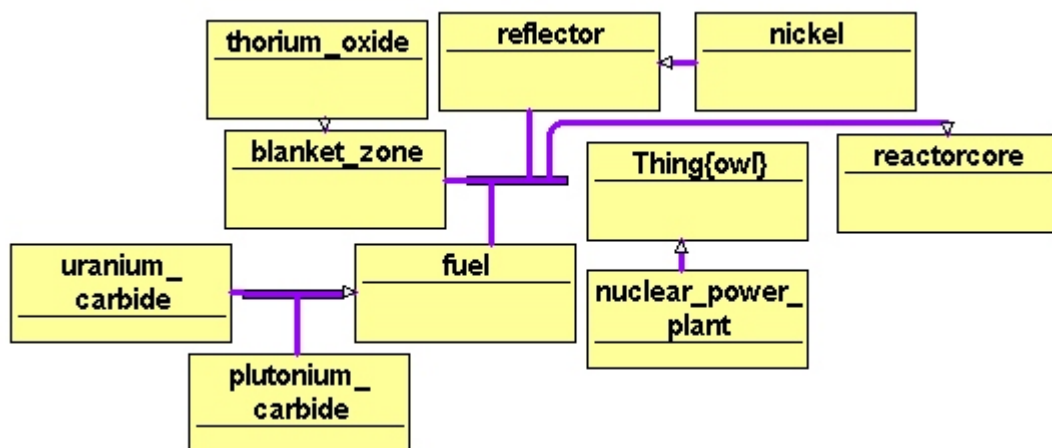 thorium_oxide
reflector
nickel
blanket_zone
Thing{owl}
reactorcore
uranium_
carbide
fuel
nuclear_power_
plant
plutonium_
carbide